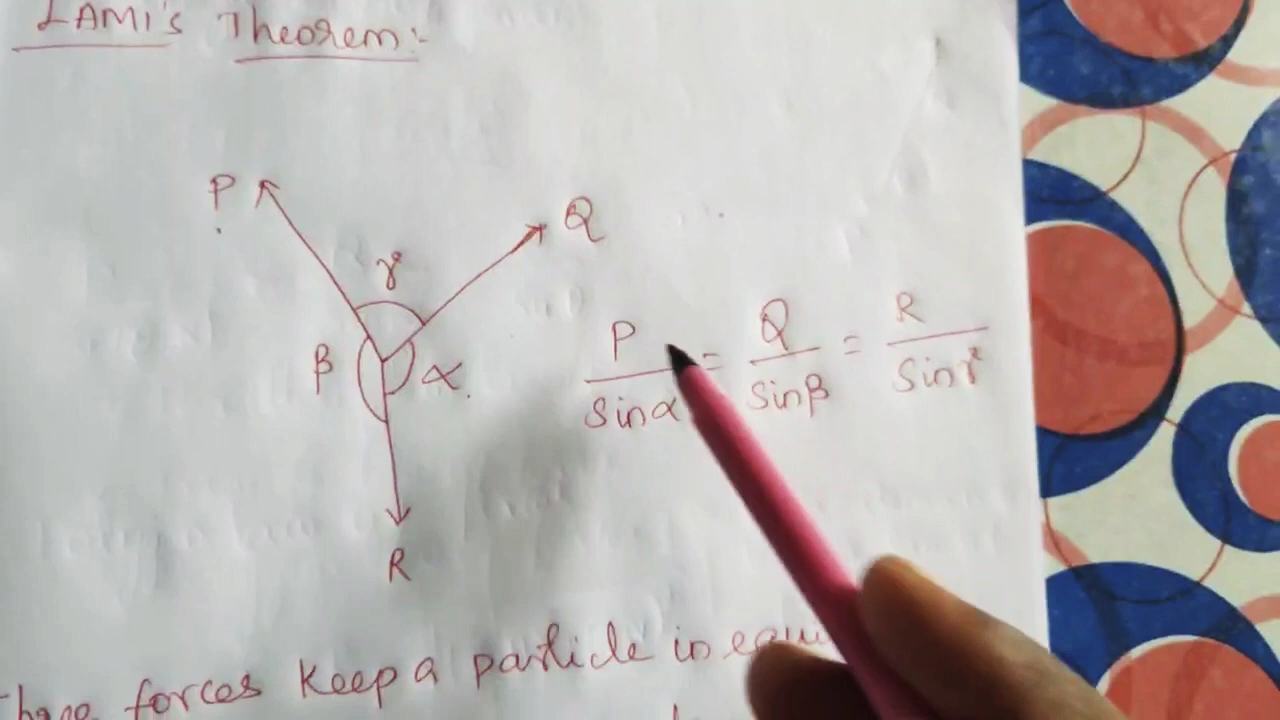 LAMI's Theorem:-
P
Q
γ
β
α
R
P/Sinα = Q/Sinβ = R/Sinγ
forces keep a particle in